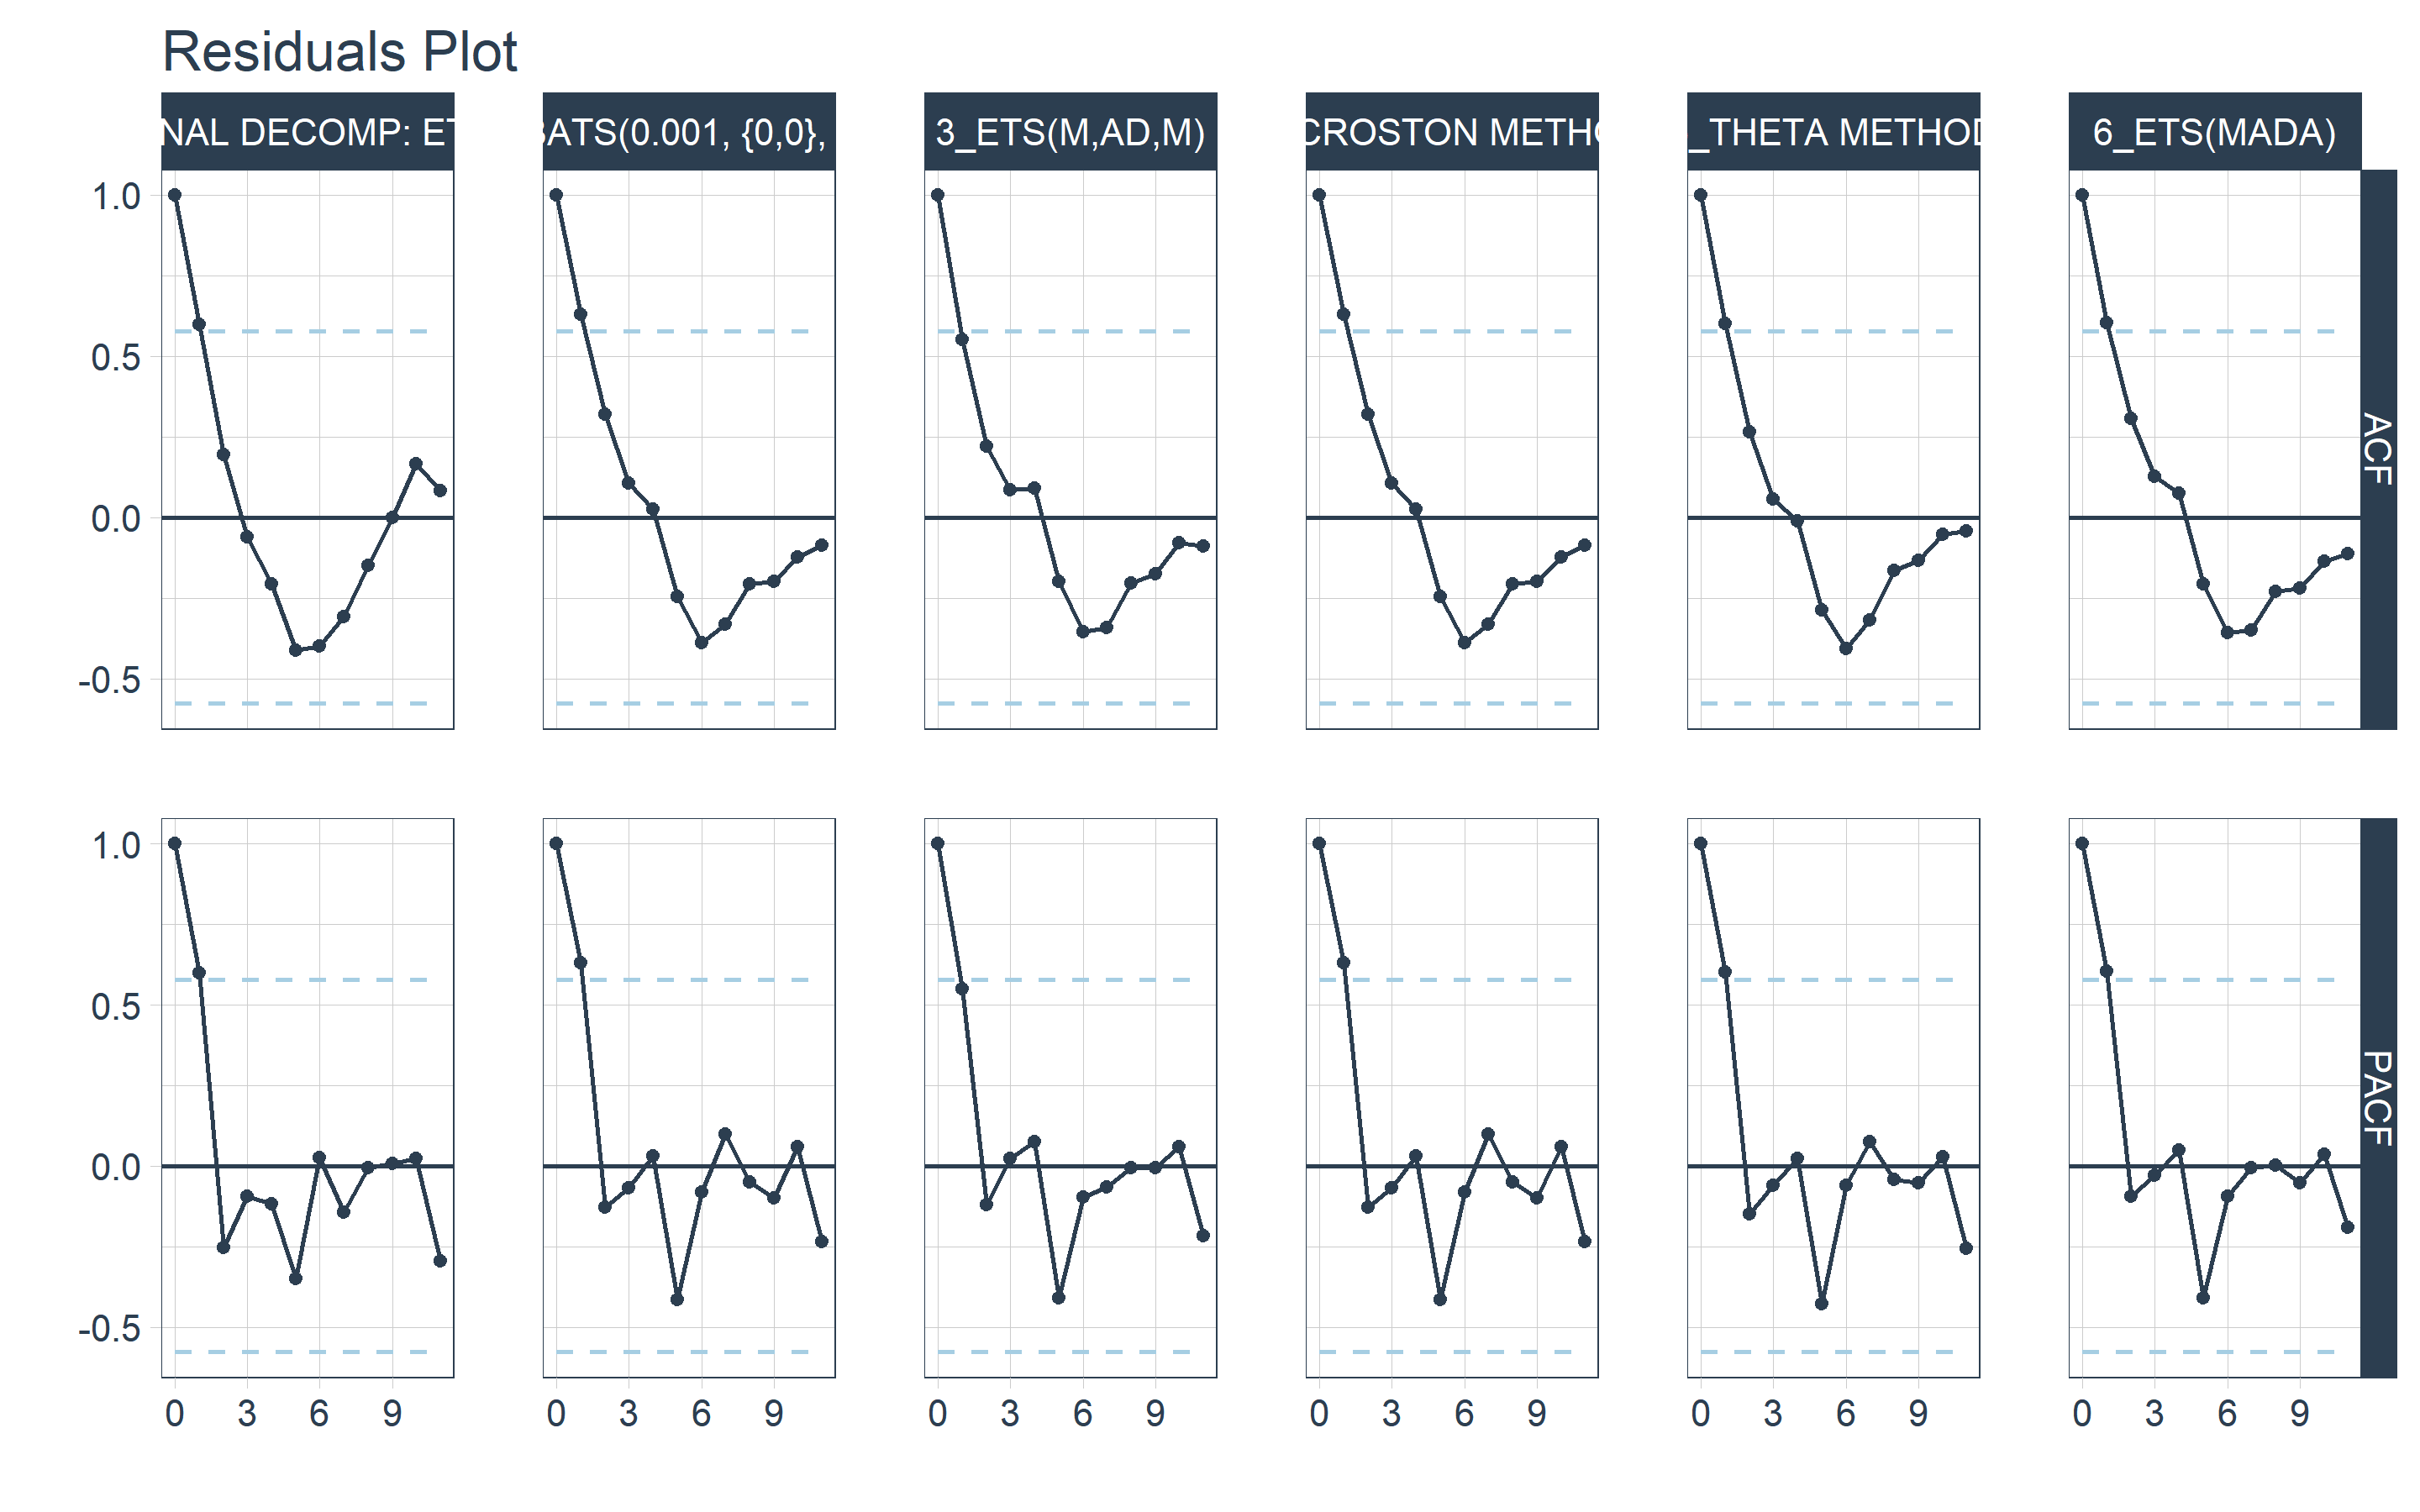 Residuals Plot
NAL DECOMP: ET
BATS(0.001, {0,0},
3_ETS(M,AD,M)
CROSTON METHO
_THETA METHOD
6_ETS(MADA)
1.0
0.5
0.0
-0.5
ACF
1.0
0.5
0.0
-0.5
PACF
0 3 6 9
0 3 6 9
0 3 6 9
0 3 6 9
0 3 6 9
0 3 6 9